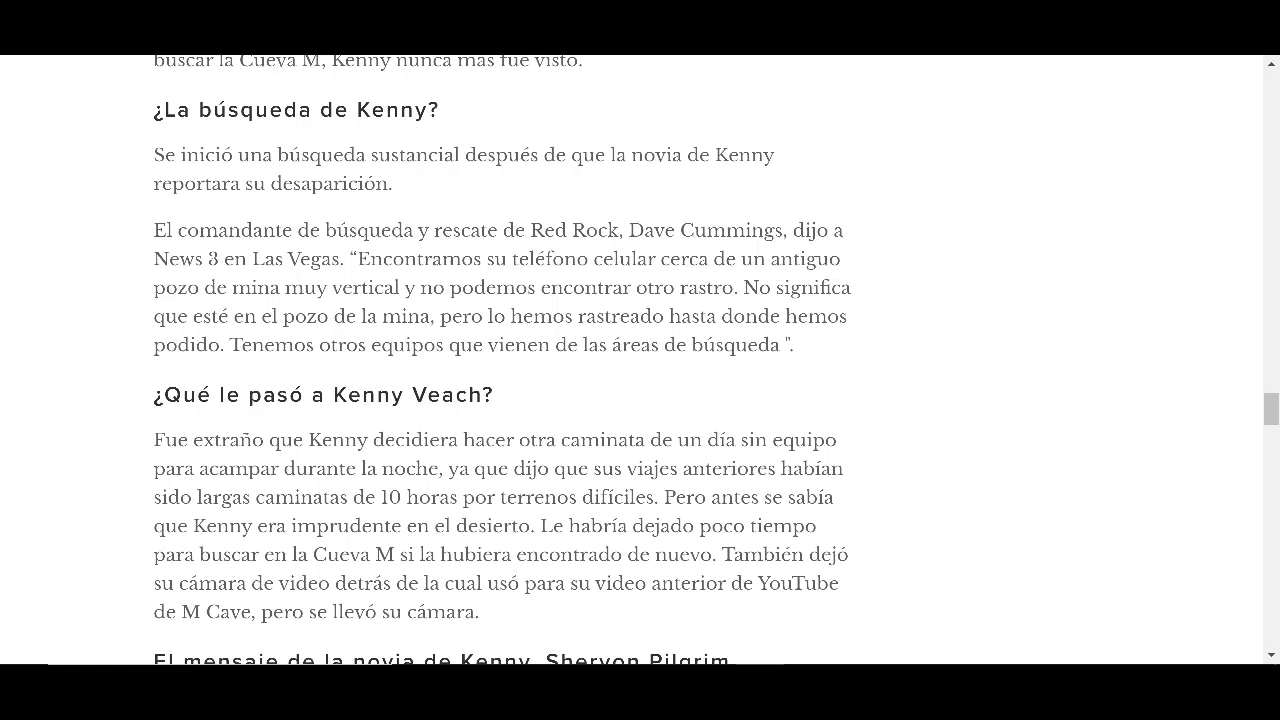 buscar la Cueva M, Kenny nunca más fue visto.
¿La búsqueda de Kenny?
Se inició una búsqueda sustancial después de que la novia de Kenny
reportara su desaparición.
El comandante de búsqueda y rescate de Red Rock, Dave Cummings, dijo a
News 3 en Las Vegas. “Encontramos su teléfono celular cerca de un antiguo
pozo de mina muy vertical y no podemos encontrar otro rastro. No significa
que esté en el pozo de la mina, pero lo hemos rastreado hasta donde hemos
podido. Tenemos otros equipos que vienen de las áreas de búsqueda ".
¿Qué le pasó a Kenny Veach?
Fue extraño que Kenny decidiera hacer otra caminata de un día sin equipo
para acampar durante la noche, ya que dijo que sus viajes anteriores habían
sido largas caminatas de 10 horas por terrenos difíciles. Pero antes se sabía
que Kenny era imprudente en el desierto. Le habría dejado poco tiempo
para buscar en la Cueva M si la hubiera encontrado de nuevo. También dejó
su cámara de video detrás de la cual usó para su video anterior de YouTube
de M Cave, pero se llevó su cámara.
El mensaje de la novia de Kenny, Sheryon Pilgrim